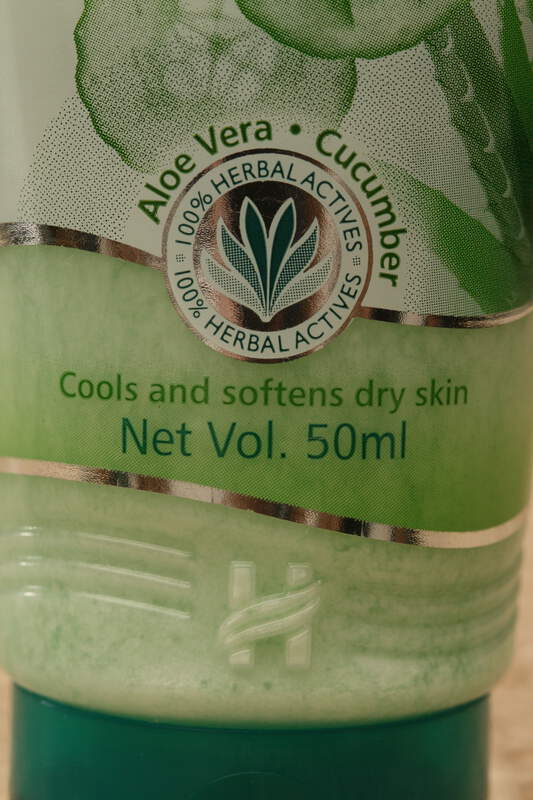 Aloe Vera • Cucumber
100% HERBAL ACTIVES
100% HERBAL ACTIVES
Cools and softens dry skin
Net Vol. 50ml
H